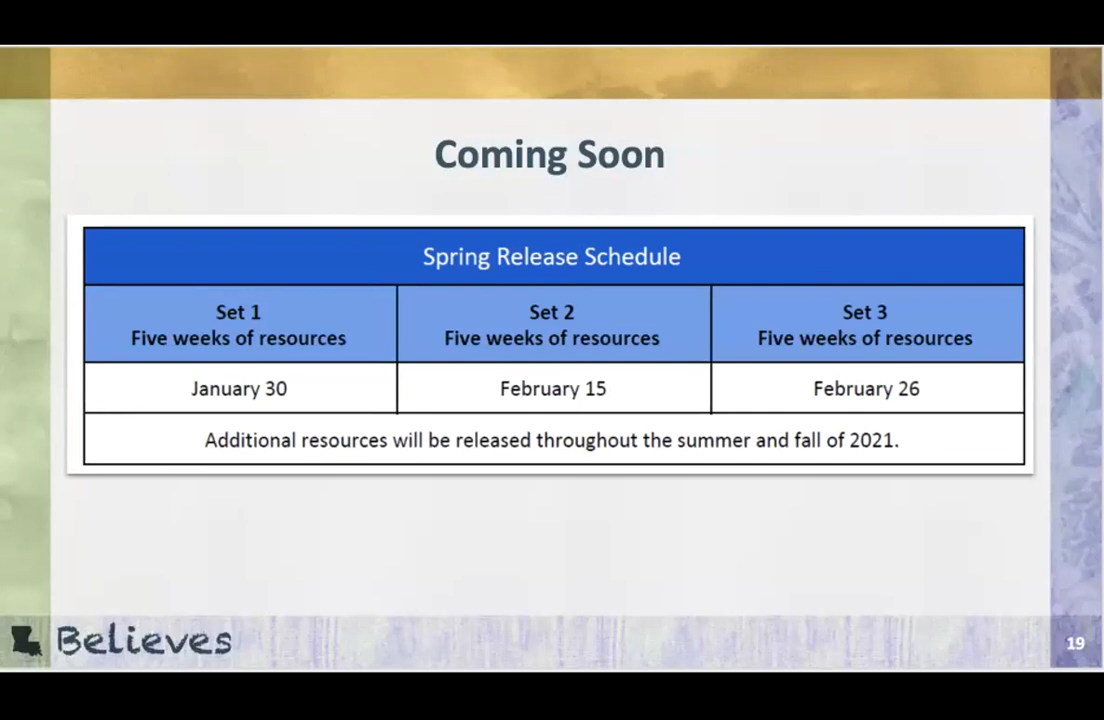 Coming Soon
Spring Release Schedule
Set 1
Five weeks of resources
Set 2
Five weeks of resources
Set 3
Five weeks of resources
January 30
February 15
February 26
Additional resources will be released throughout the summer and fall of 2021.
Believes
19